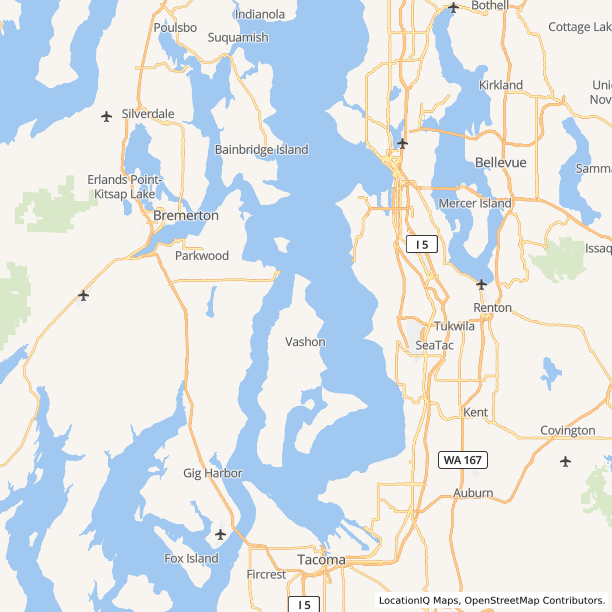 Indianola
Bothell
Poulsbo
Cottage Lak
Suquamish
Kirkland
Uni
Nov
Silverdale
Bainbridge Island
Bellevue
Samma
Erlands Point-
Kitsap Lake
Mercer Island
Bremerton
I 5
Issaq
Parkwood
Renton
Tukwila
Vashon
SeaTac
Kent
Covington
WA 167
Gig Harbor
Auburn
Fox Island
Tacoma
Fircrest
I 5
LocationIQ Maps, OpenStreetMap Contributors.